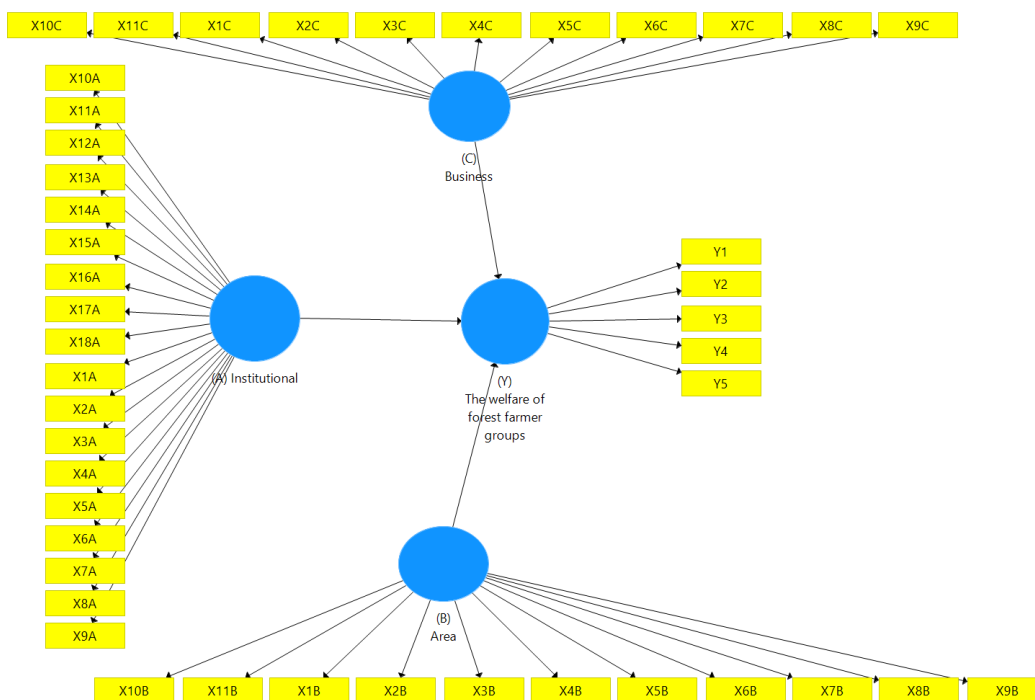 X10C X11C X1C X2C X3C X4C X5C X6C X7C X8C X9C
X10A
X11A
X12A
X13A
X14A
X15A
X16A
X17A
X18A
X1A
X2A
X3A
X4A
X5A
X6A
X7A
X8A
X9A
(C)
Business
(A) Institutional
(Y)
The welfare of
forest farmer
groups
Y1
Y2
Y3
Y4
Y5
(B)
Area
X10B X11B X1B X2B X3B X4B X5B X6B X7B X8B X9B